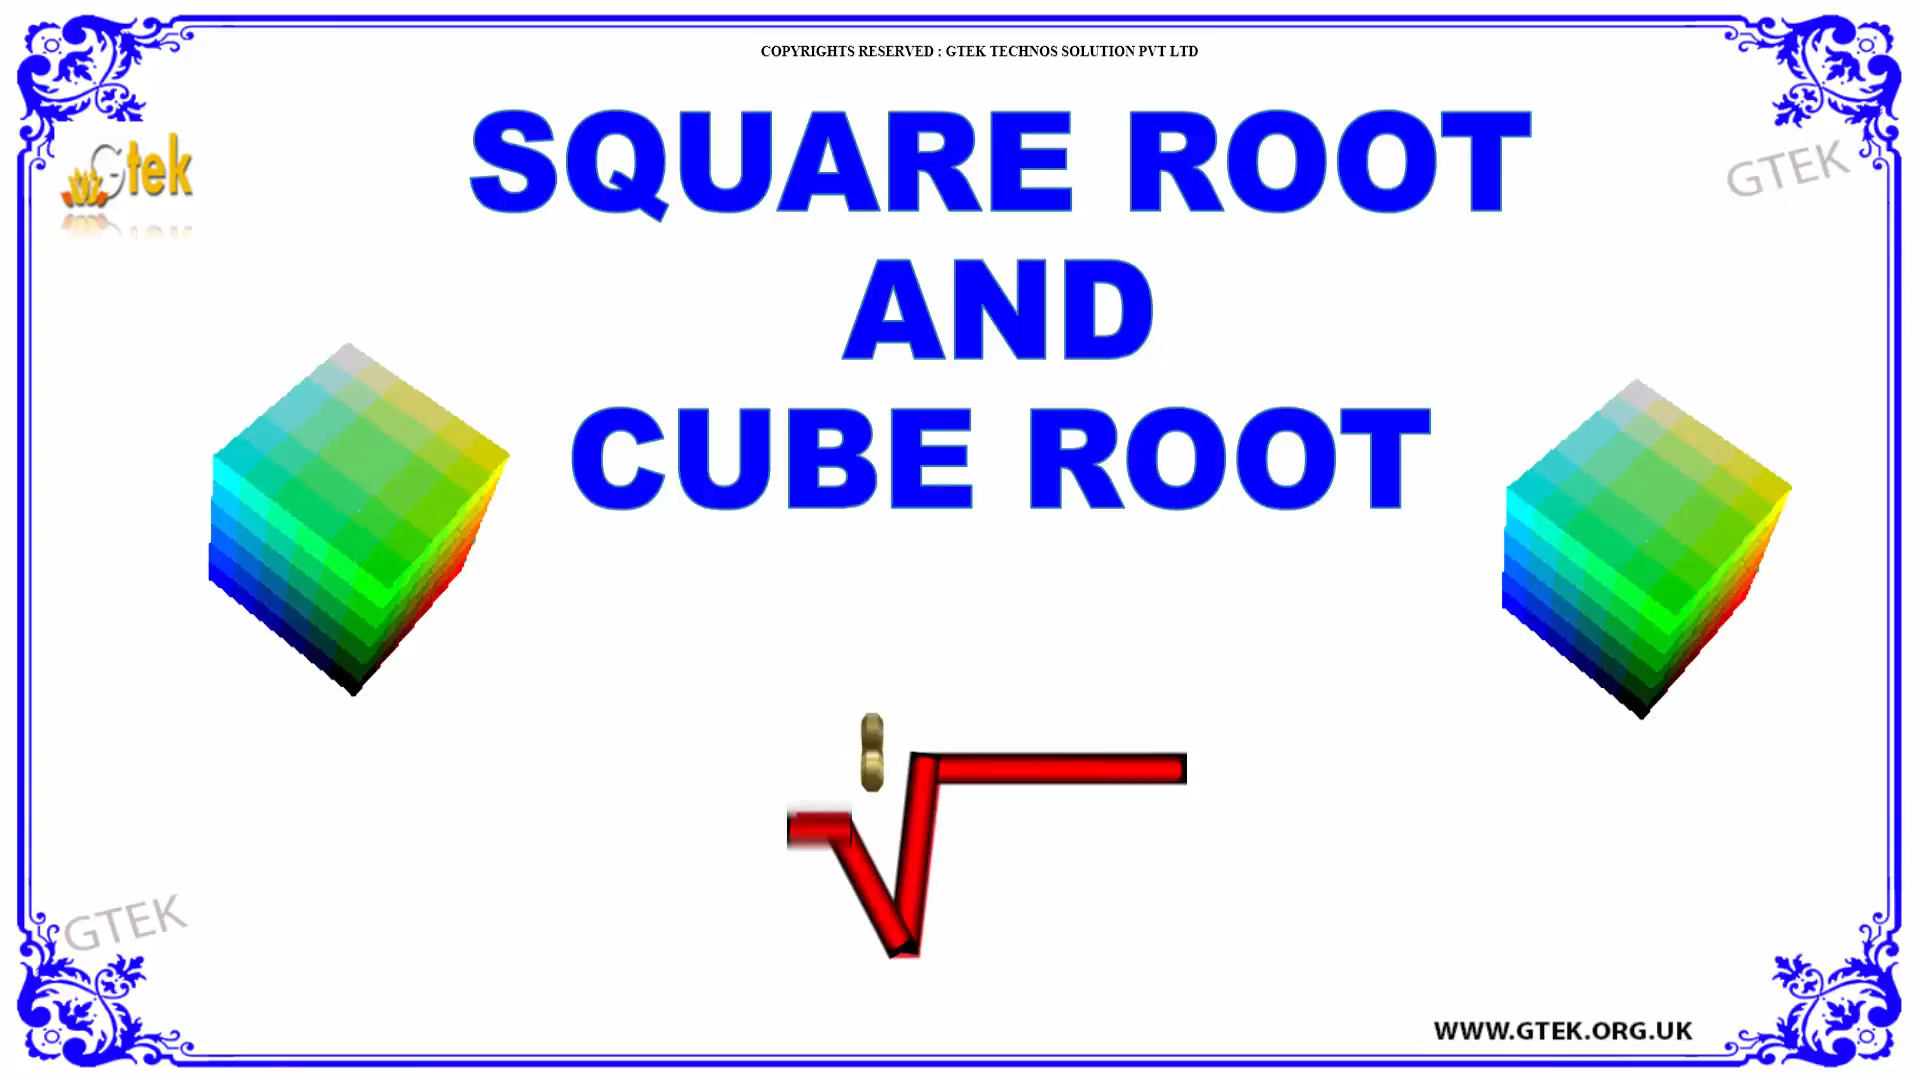 COPYRIGHTS RESERVED : GTEK TECHNOS SOLUTION PVT LTD
SQUARE ROOT
Gtek
GTEK
AND
CUBE ROOT
GTEK
WWW.GTEK.ORG.UK